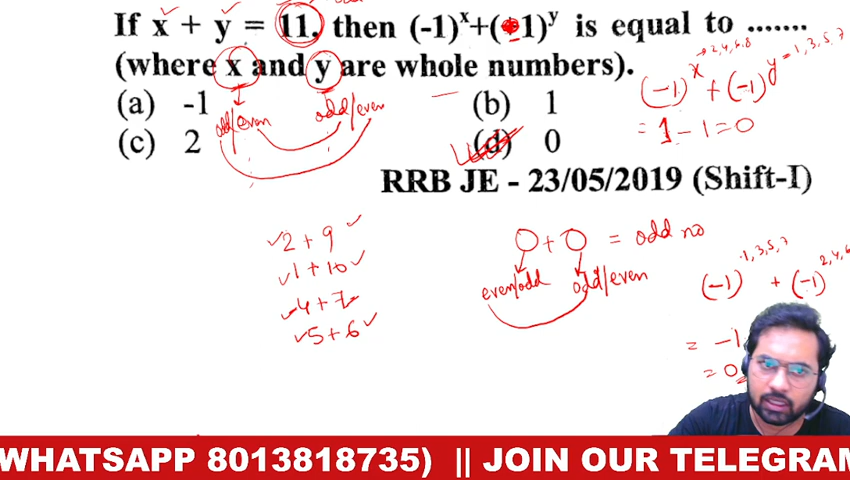 If x + y = 11. then (-1)ˣ+(-1)ʸ is equal to .......
(where x and y are whole numbers).
(a) -1
(b) 1
(c) 2
(d) 0
RRB JE - 23/05/2019 (Shift-I)
odd/even
odd/even
x → 2,4,6,8
y = 1,3,5,7
(-1)ˣ + (-1)ʸ
= 1 - 1 = 0
2 + 9
1 + 10
4 + 7
5 + 6
O + O = odd no
even/odd odd/even
(-1)^1,3,5,7 + (-1)^2,4,6
= -1
= 0
WHATSAPP 8013818735) || JOIN OUR TELEGRAM